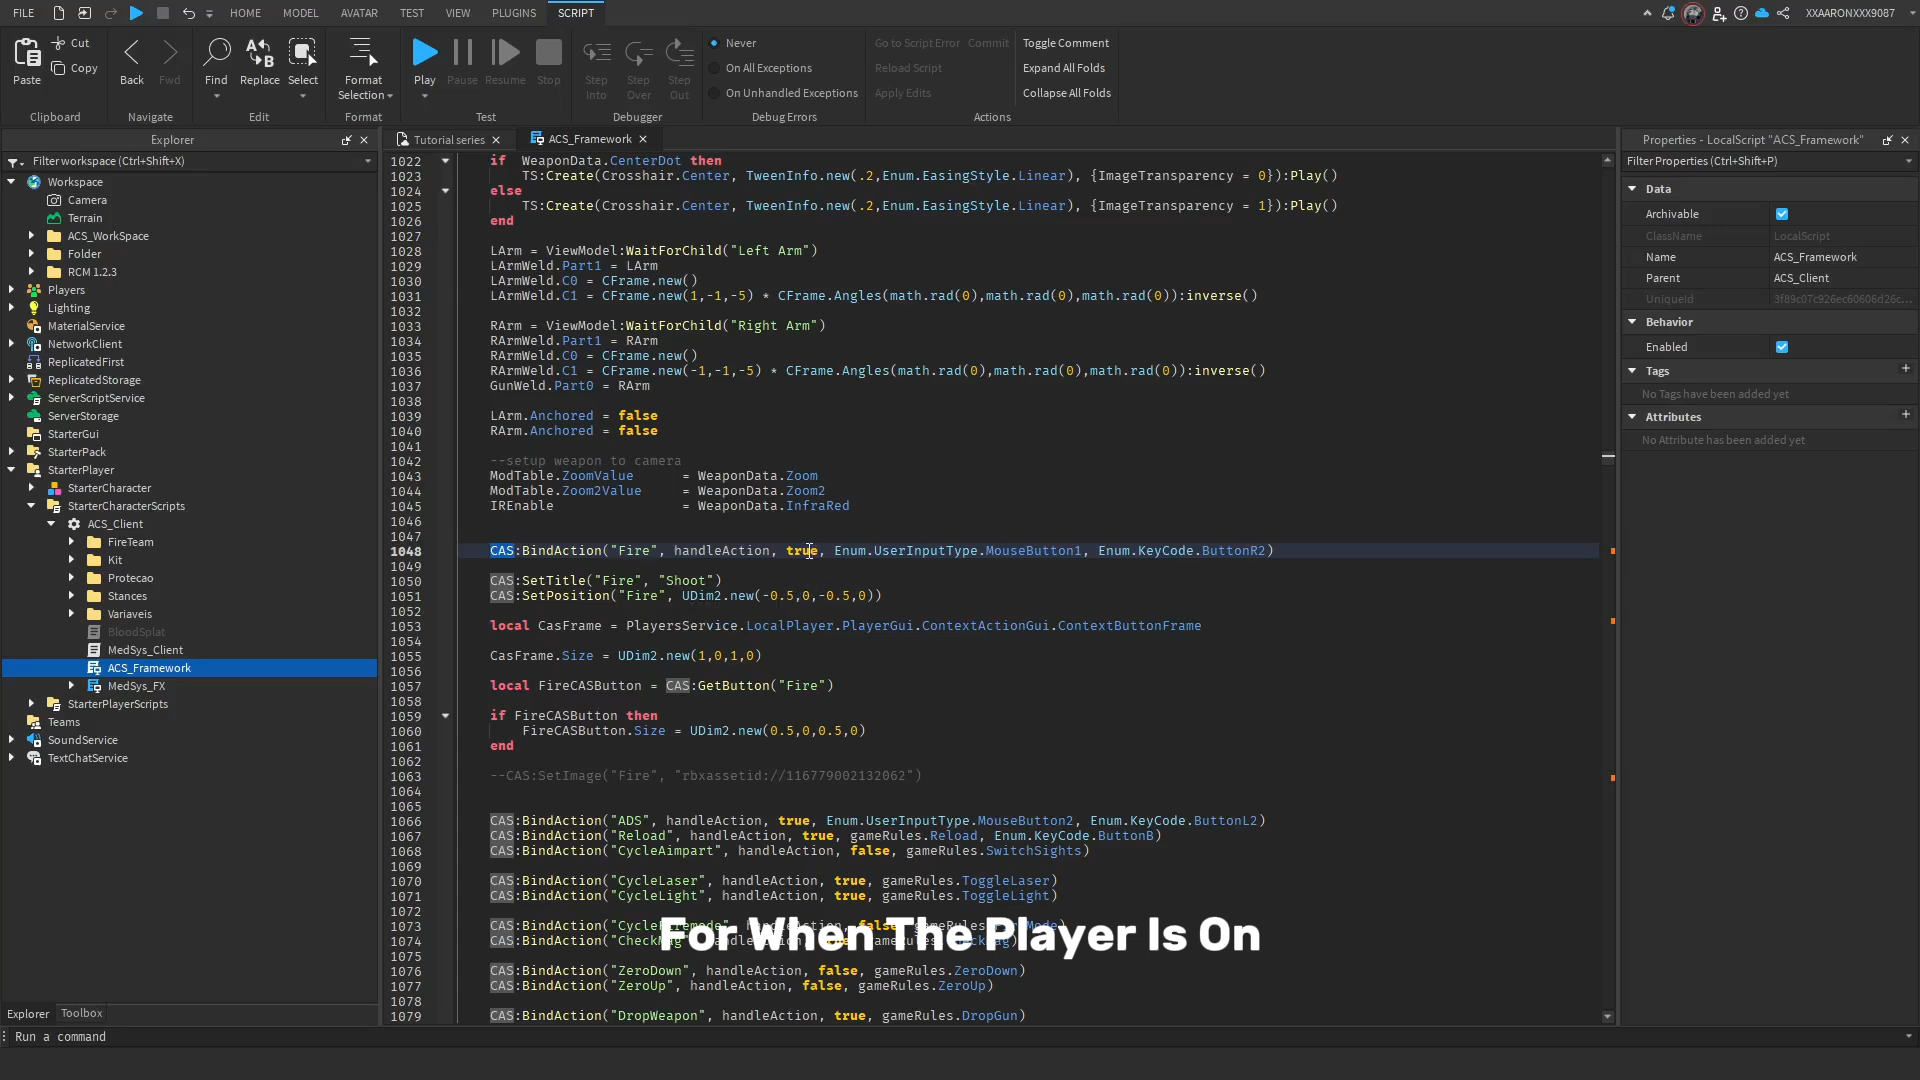 FILE HOME MODEL AVATAR TEST VIEW PLUGINS SCRIPT XXAARONXXX9087
Paste Cut Copy Back Fwd Find Replace Select Format Selection Play Pause Resume Stop Step Into Step Over Step Out
Never Go to Script Error Commit Toggle Comment
On All Exceptions Reload Script Expand All Folds
On Unhandled Exceptions Apply Edits Collapse All Folds
Clipboard Navigate Edit Format Test Debugger Debug Errors Actions
Explorer
Filter workspace (Ctrl+Shift+X)
Workspace
Camera
Terrain
ACS_WorkSpace
Folder
RCM 1.2.3
Players
Lighting
MaterialService
NetworkClient
ReplicatedFirst
ReplicatedStorage
ServerScriptService
ServerStorage
StarterGui
StarterPack
StarterPlayer
StarterCharacter
StarterCharacterScripts
ACS_Client
FireTeam
Kit
Protecao
Stances
Variaveis
BloodSplat
MedSys_Client
ACS_Framework
MedSys_FX
StarterPlayerScripts
Teams
SoundService
TextChatService
Explorer Toolbox
Run a command
Tutorial series ACS_Framework
1022 if WeaponData.CenterDot then
1023 TS:Create(Crosshair.Center, TweenInfo.new(.2,Enum.EasingStyle.Linear), {ImageTransparency = 0}):Play()
1024 else
1025 TS:Create(Crosshair.Center, TweenInfo.new(.2,Enum.EasingStyle.Linear), {ImageTransparency = 1}):Play()
1026 end
1027
1028 LArm = ViewModel:WaitForChild("Left Arm")
1029 LArmWeld.Part1 = LArm
1030 LArmWeld.C0 = CFrame.new()
1031 LArmWeld.C1 = CFrame.new(1,-1,-5) * CFrame.Angles(math.rad(0),math.rad(0),math.rad(0)):inverse()
1032
1033 RArm = ViewModel:WaitForChild("Right Arm")
1034 RArmWeld.Part1 = RArm
1035 RArmWeld.C0 = CFrame.new()
1036 RArmWeld.C1 = CFrame.new(-1,-1,-5) * CFrame.Angles(math.rad(0),math.rad(0),math.rad(0)):inverse()
1037 GunWeld.Part0 = RArm
1038
1039 LArm.Anchored = false
1040 RArm.Anchored = false
1041
1042 --setup weapon to camera
1043 ModTable.ZoomValue = WeaponData.Zoom
1044 ModTable.Zoom2Value = WeaponData.Zoom2
1045 IREnable = WeaponData.InfraRed
1046
1047
1048 CAS:BindAction("Fire", handleAction, true, Enum.UserInputType.MouseButton1, Enum.KeyCode.ButtonR2)
1049
1050 CAS:SetTitle("Fire", "Shoot")
1051 CAS:SetPosition("Fire", UDim2.new(-0.5,0,-0.5,0))
1052
1053 local CasFrame = PlayersService.LocalPlayer.PlayerGui.ContextActionGui.ContextButtonFrame
1054
1055 CasFrame.Size = UDim2.new(1,0,1,0)
1056
1057 local FireCASButton = CAS:GetButton("Fire")
1058
1059 if FireCASButton then
1060 FireCASButton.Size = UDim2.new(0.5,0,0.5,0)
1061 end
1062
1063 --CAS:SetImage("Fire", "rbxassetid://116779002132062")
1064
1065
1066 CAS:BindAction("ADS", handleAction, true, Enum.UserInputType.MouseButton2, Enum.KeyCode.ButtonL2)
1067 CAS:BindAction("Reload", handleAction, true, gameRules.Reload, Enum.KeyCode.ButtonB)
1068 CAS:BindAction("CycleAimpart", handleAction, false, gameRules.SwitchSights)
1069
1070 CAS:BindAction("CycleLaser", handleAction, true, gameRules.ToggleLaser)
1071 CAS:BindAction("CycleLight", handleAction, true, gameRules.ToggleLight)
1072
1073 CAS:BindAction(
1074 CAS:BindAction(
1075
1076 CAS:BindAction("ZeroDown", handleAction, false, gameRules.ZeroDown)
1077 CAS:BindAction("ZeroUp", handleAction, false, gameRules.ZeroUp)
1078
1079 CAS:BindAction("DropWeapon", handleAction, true, gameRules.DropGun)
For When The Player Is On
Properties - LocalScript "ACS_Framework"
Filter Properties (Ctrl+Shift+P)
Data
Archivable
ClassName LocalScript
Name ACS_Framework
Parent ACS_Client
UniqueId 3f89c07c926ec60606d26c...
Behavior
Enabled
Tags
No Tags have been added yet
Attributes
No Attribute has been added yet